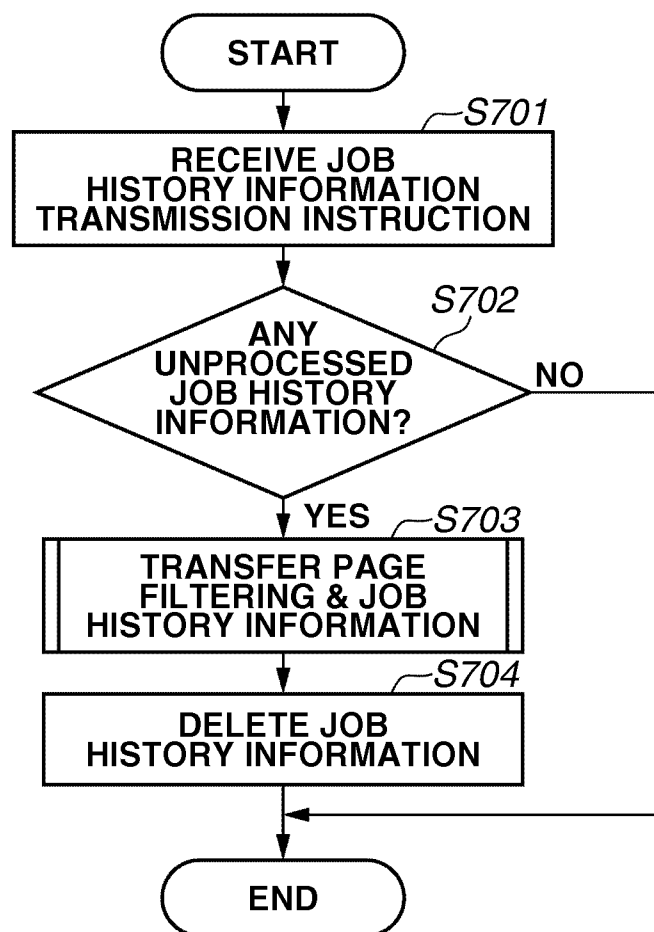 START
S701
RECEIVE JOB
HISTORY INFORMATION
TRANSMISSION INSTRUCTION
S702
ANY
UNPROCESSED
JOB HISTORY
INFORMATION?
NO
YES
S703
TRANSFER PAGE
FILTERING & JOB
HISTORY INFORMATION
S704
DELETE JOB
HISTORY INFORMATION
END